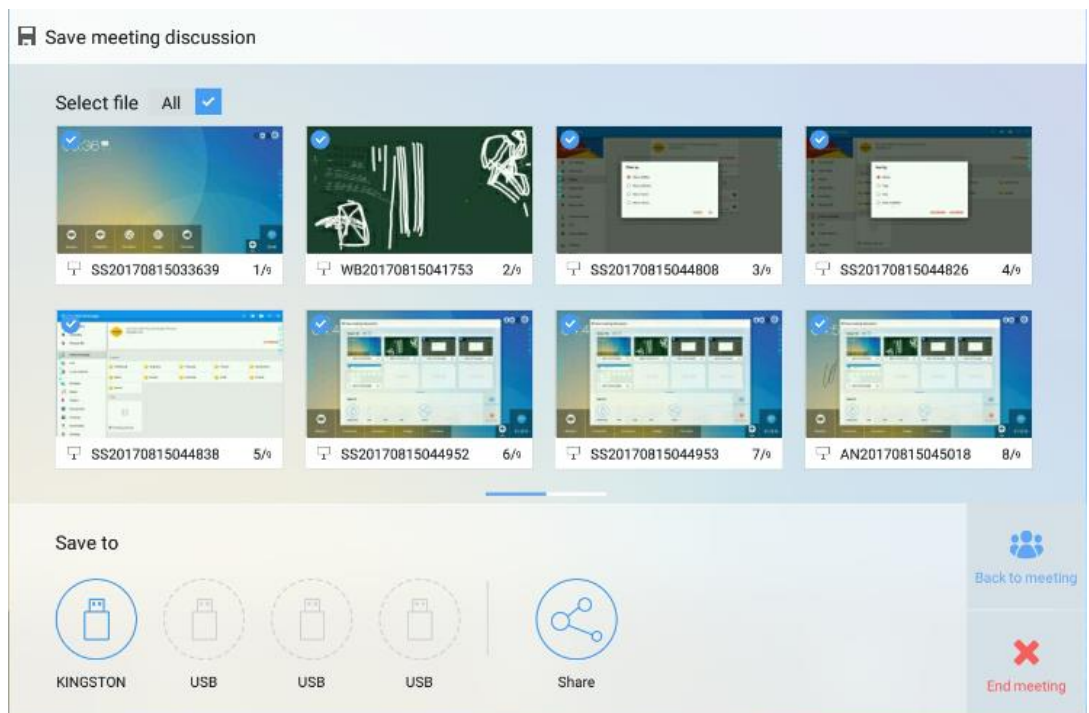 Save meeting discussion
Select file All
SS20170815033639 1/9
WB20170815041753 2/9
SS20170815044808 3/9
SS20170815044826 4/9
SS20170815044838 5/9
SS20170815044952 6/9
SS20170815044953 7/9
AN20170815045018 8/9
Save to
Back to meeting
KINGSTON
USB
USB
USB
Share
End meeting